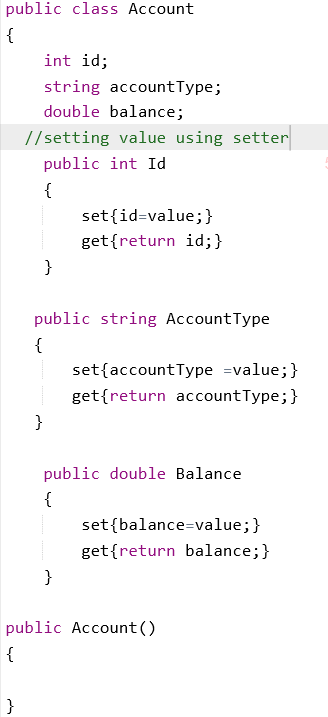 public class Account
{
    int id;
    string accountType;
    double balance;
  //setting value using setter
    public int Id
    {
        set{id=value;}
        get{return id;}
    }

   public string AccountType
   {
       set{accountType =value;}
       get{return accountType;}
   }

    public double Balance
    {
        set{balance=value;}
        get{return balance;}
    }

public Account()
{

}